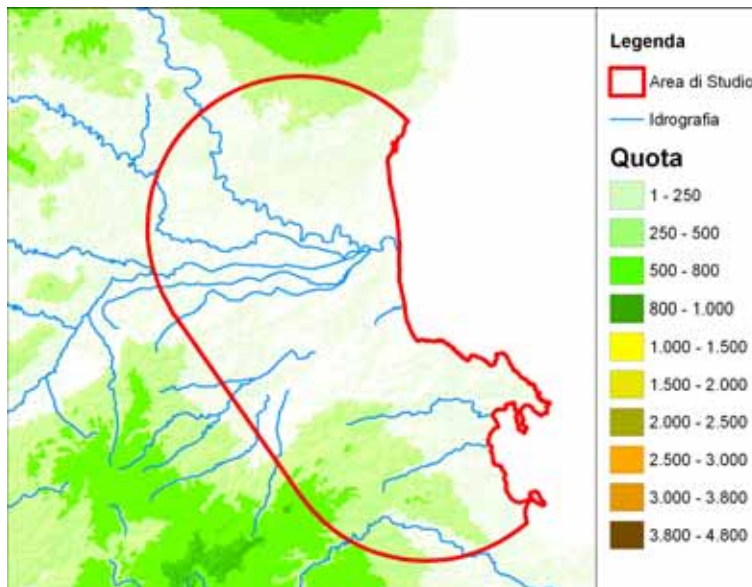 Legenda
Area di Studio
Idrografia
Quota
1 - 250
250 - 500
500 - 800
800 - 1.000
1.000 - 1.500
1.500 - 2.000
2.000 - 2.500
2.500 - 3.000
3.000 - 3.800
3.800 - 4.800